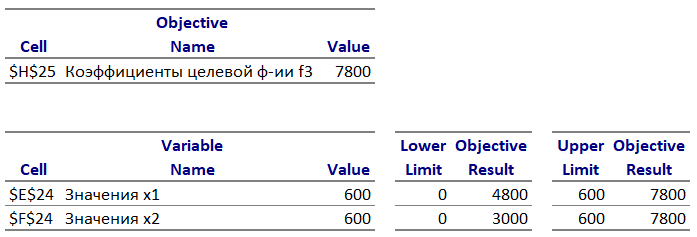 Objective
Cell Name Value
$H$25 Коэффициенты целевой ф-ии f3 7800
Variable Lower Objective Upper Objective
Cell Name Value Limit Result Limit Result
$E$24 Значения x1 600 0 4800 600 7800
$F$24 Значения x2 600 0 3000 600 7800